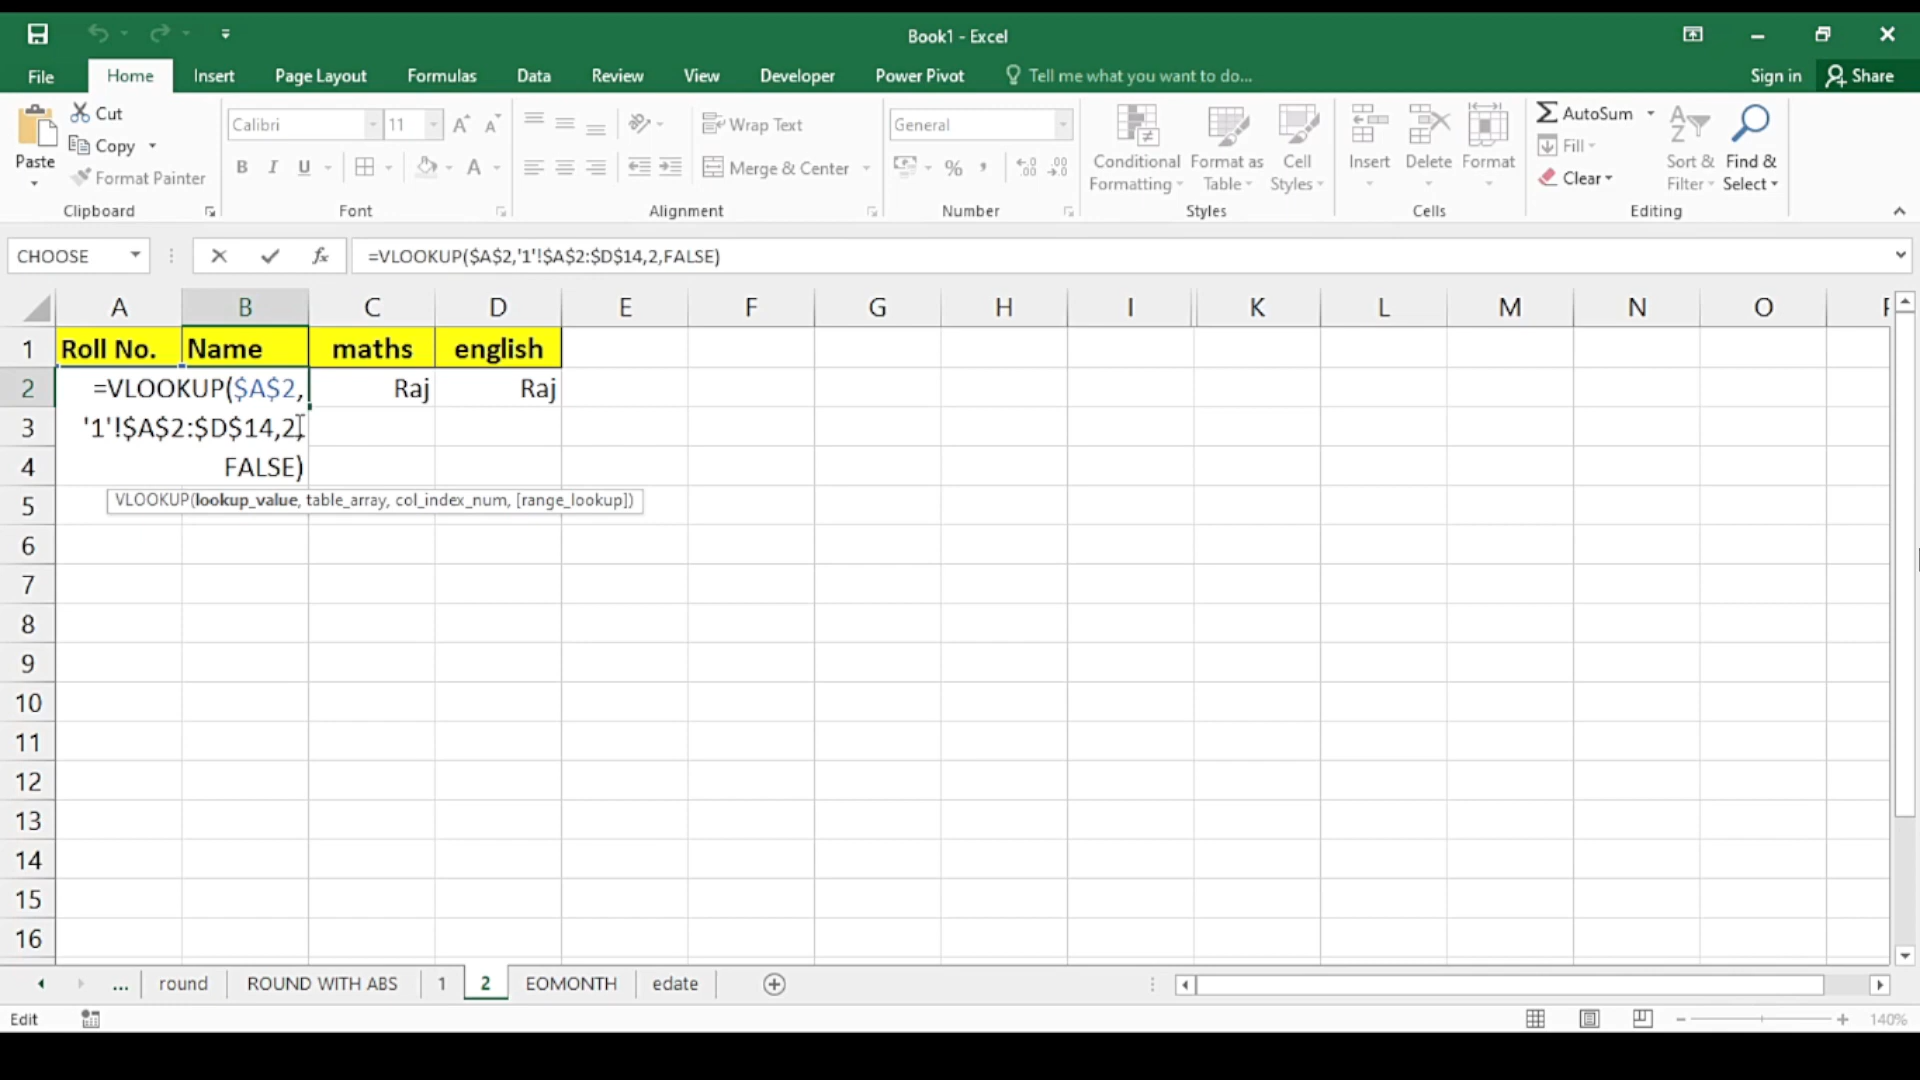 Book1 - Excel
File Home Insert Page Layout Formulas Data Review View Developer Power Pivot Tell me what you want to do... Sign in Share
Paste
Cut
Copy
Format Painter
Clipboard
Calibri 11
B I U A
Font
Wrap Text
Merge & Center
Alignment
General
%
Number
Conditional Formatting
Format as Table
Cell Styles
Styles
Insert Delete Format
Cells
AutoSum
Fill
Clear
Sort & Filter
Find & Select
Editing
CHOOSE fx =VLOOKUP($A$2,'1'!$A$2:$D$14,2,FALSE)
A B C D E F G H I K L M N O
1 Roll No. Name maths english
2 =VLOOKUP($A$2, Raj Raj
3 '1'!$A$2:$D$14,2,
4 FALSE)
VLOOKUP(lookup_value, table_array, col_index_num, [range_lookup])
5
6
7
8
9
10
11
12
13
14
15
16
... round ROUND WITH ABS 1 2 EOMONTH edate
Edit 140%